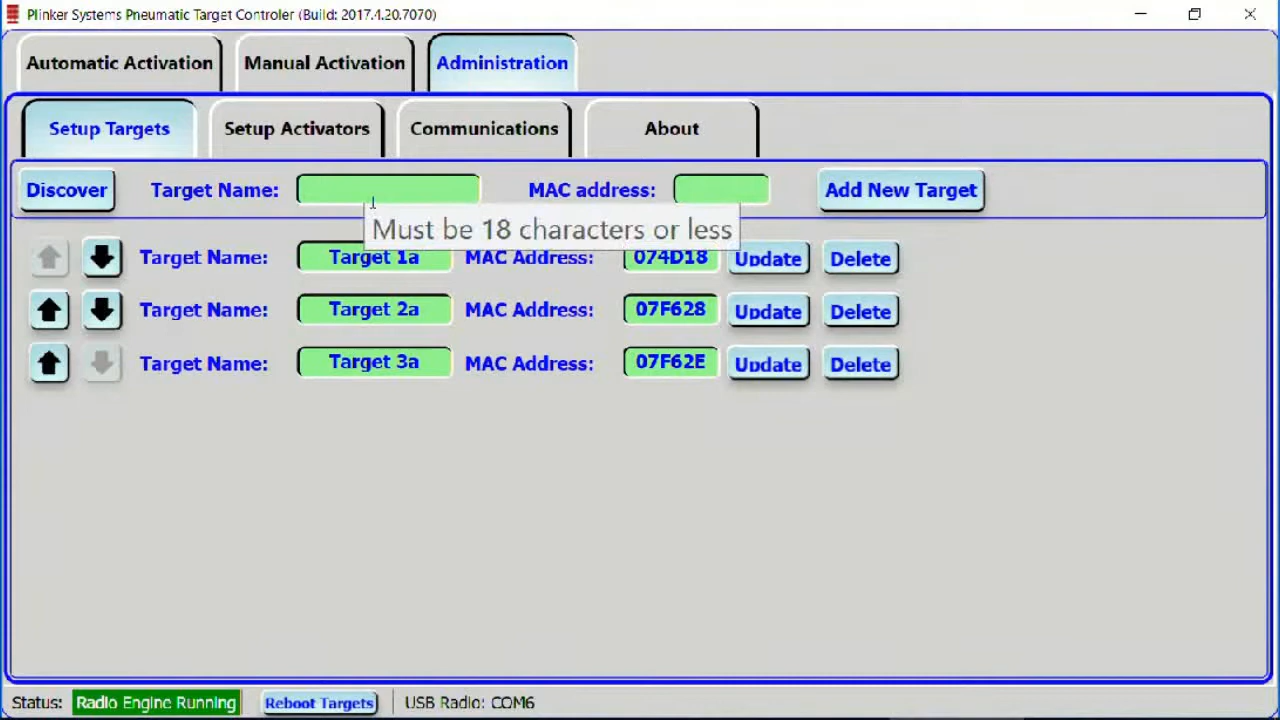 Plinker Systems Pneumatic Target Controler (Build: 2017.4.20.7070)
Automatic Activation Manual Activation Administration
Setup Targets Setup Activators Communications About
Discover Target Name: MAC address: Add New Target
Must be 18 characters or less
Target Name: Target 1a MAC Address: 074D18 Update Delete
Target Name: Target 2a MAC Address: 07F628 Update Delete
Target Name: Target 3a MAC Address: 07F62E Update Delete
Status: Radio Engine Running Reboot Targets USB Radio: COM6